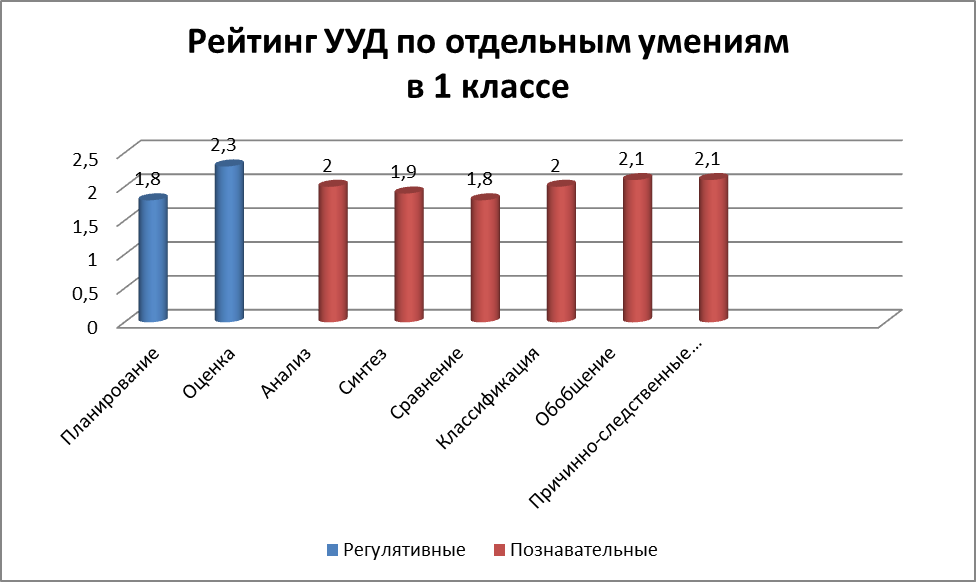 Рейтинг УУД по отдельным умениям
в 1 классе
2,5
2
1,5
1
0,5
0
1,8
2,3
2
1,9
1,8
2
2,1
2,1
Планирование
Оценка
Анализ
Синтез
Сравнение
Классификация
Обобщение
Причинно-следственные...
Регулятивные
Познавательные